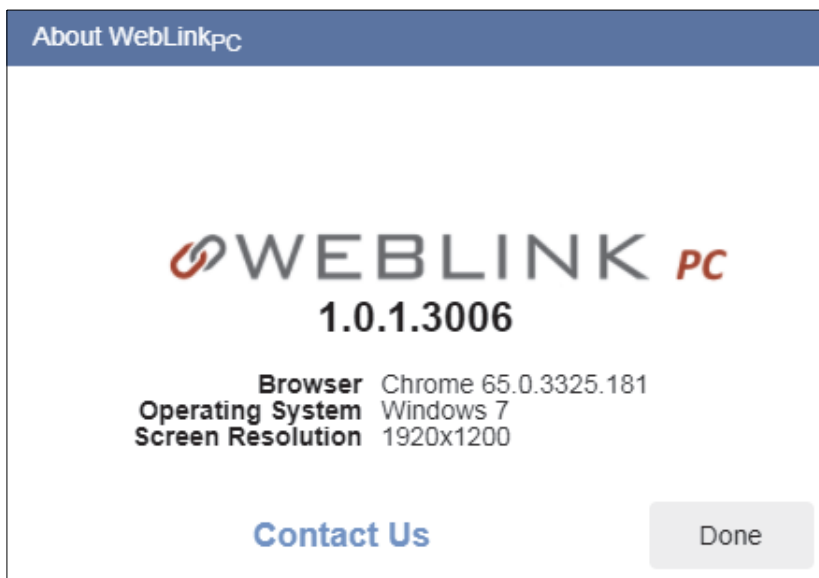 About WebLinkPC
WEBLINK PC
1.0.1.3006
Browser Chrome 65.0.3325.181
Operating System Windows 7
Screen Resolution 1920x1200
Contact Us
Done